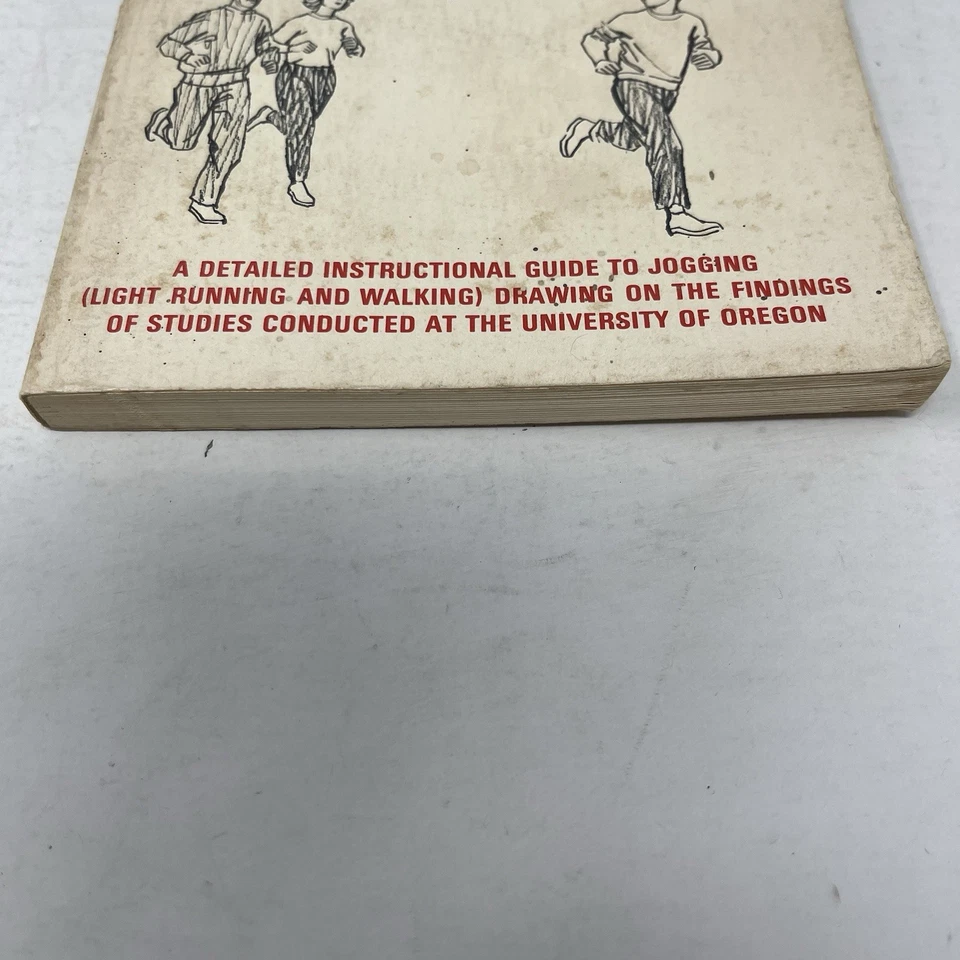 A DETAILED INSTRUCTIONAL GUIDE TO JOGGING
(LIGHT RUNNING AND WALKING) DRAWING ON THE FINDINGS
OF STUDIES CONDUCTED AT THE UNIVERSITY OF OREGON